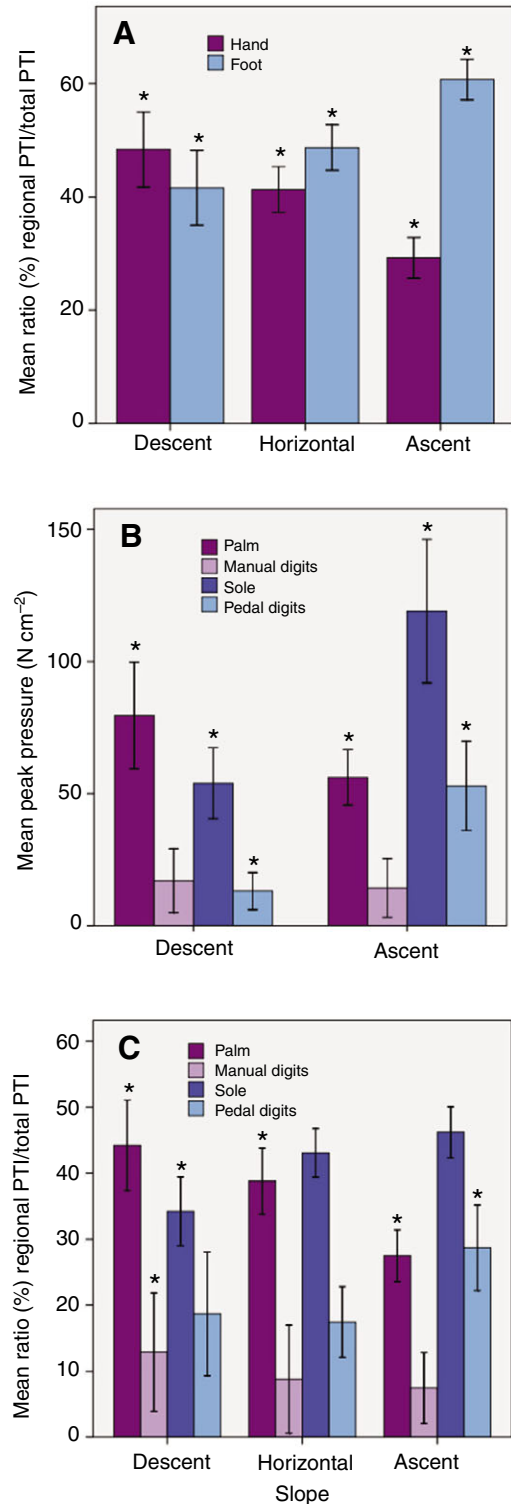 A
Hand
Foot
Mean ratio (%) regional PTI/total PTI
60
40
20
0
* * * * * *
Descent Horizontal Ascent
B
Palm
Manual digits
Sole
Pedal digits
Mean peak pressure (N cm⁻²)
150
100
50
0
* * * * * *
Descent Ascent
C
Palm
Manual digits
Sole
Pedal digits
Mean ratio (%) regional PTI/total PTI
60
50
40
30
20
10
0
* * * * * *
Descent Horizontal Ascent
Slope